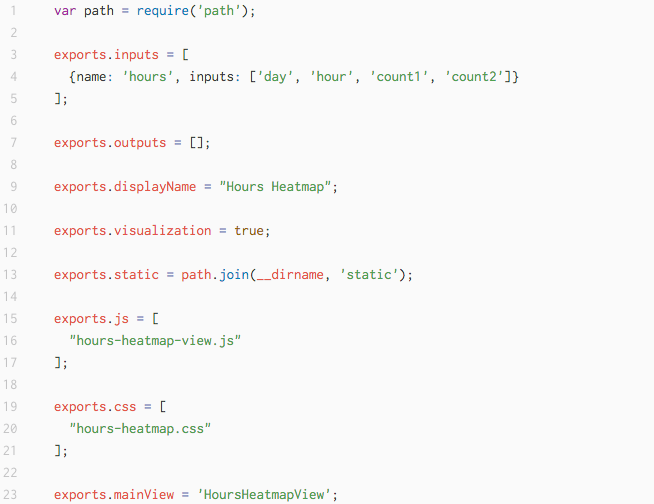 1 var path = require('path');
2
3 exports.inputs = [
4   {name: 'hours', inputs: ['day', 'hour', 'count1', 'count2']}
5 ];
6
7 exports.outputs = [];
8
9 exports.displayName = "Hours Heatmap";
10
11 exports.visualization = true;
12
13 exports.static = path.join(__dirname, 'static');
14
15 exports.js = [
16   "hours-heatmap-view.js"
17 ];
18
19 exports.css = [
20   "hours-heatmap.css"
21 ];
22
23 exports.mainView = 'HoursHeatmapView';